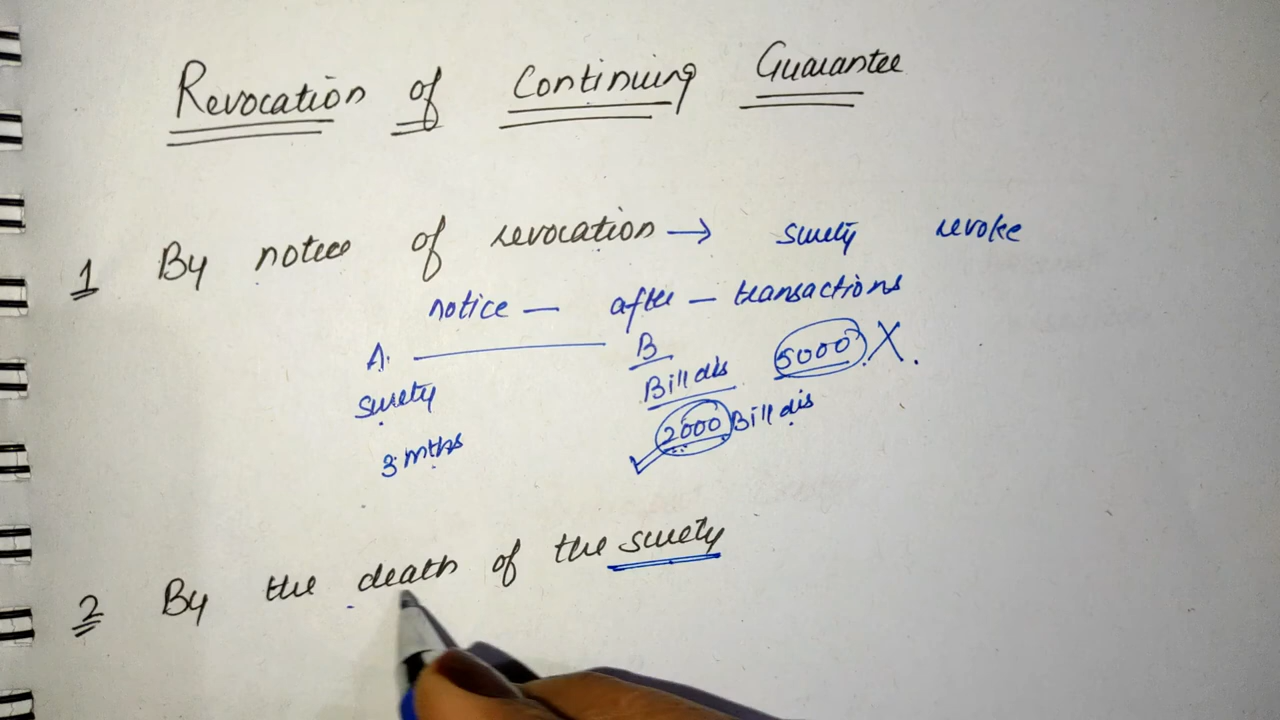 Revocation of Continuing Guarantee
1 By notice of revocation → surety revoke
notice — after — transactions
A. ——— B
surety Bill dis 5000 X.
3 mths ✓ 2000 Bill dis
2 By the death of the surety